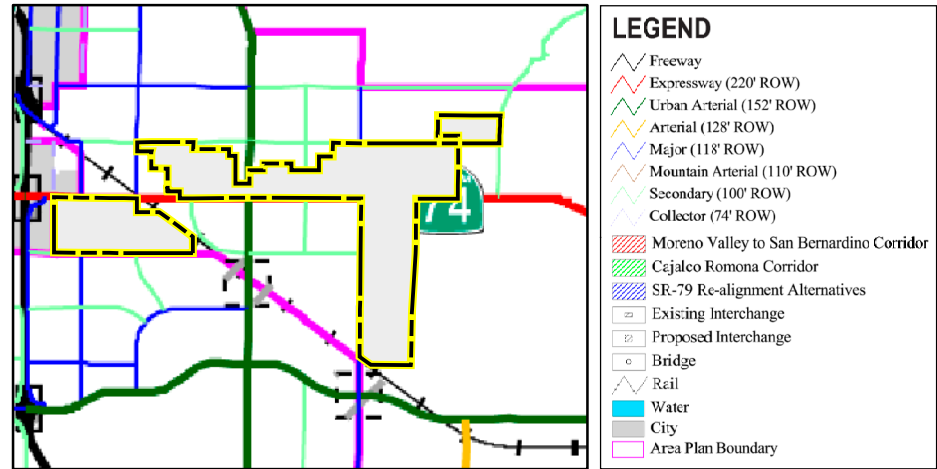 74
LEGEND
Freeway
Expressway (220' ROW)
Urban Arterial (152' ROW)
Arterial (128' ROW)
Major (118' ROW)
Mountain Arterial (110' ROW)
Secondary (100' ROW)
Collector (74' ROW)
Moreno Valley to San Bernardino Corridor
Cajalco Romona Corridor
SR-79 Re-alignment Alternatives
Existing Interchange
Proposed Interchange
Bridge
Rail
Water
City
Area Plan Boundary